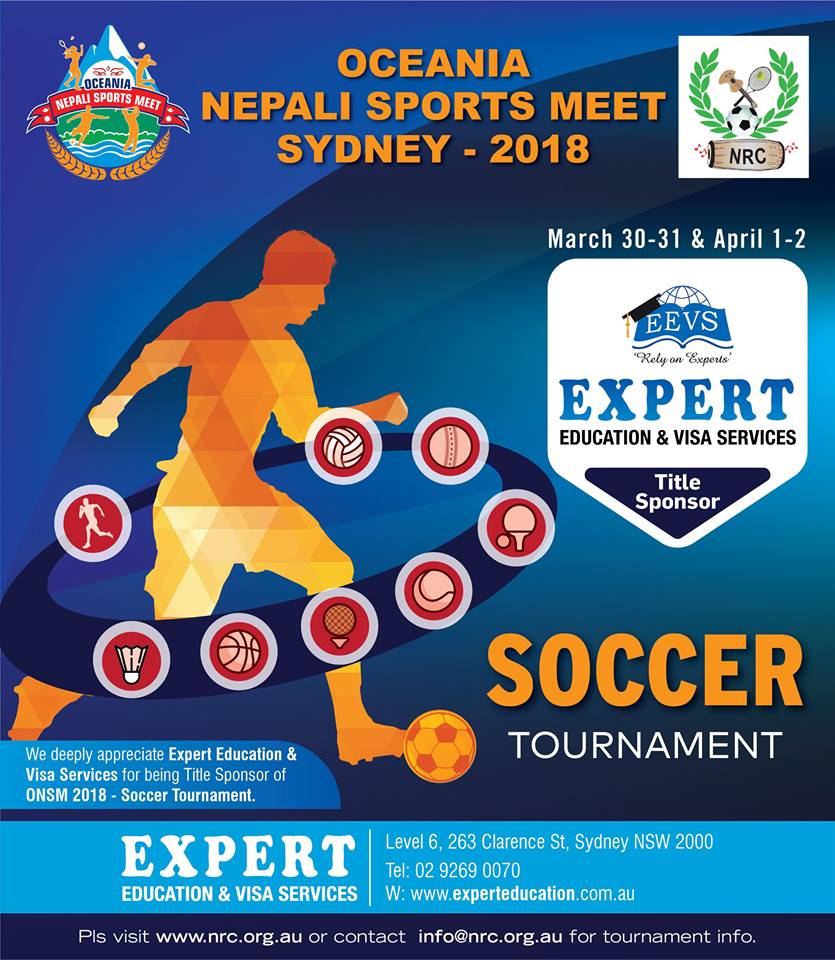 OCEANIA
NEPALI SPORTS MEET
OCEANIA
NEPALI SPORTS MEET
SYDNEY - 2018
NRC
March 30-31 & April 1-2
EEVS
'Rely on Experts'
EXPERT
EDUCATION & VISA SERVICES
Title
Sponsor
SOCCER
TOURNAMENT
We deeply appreciate Expert Education &
Visa Services for being Title Sponsor of
ONSM 2018 - Soccer Tournament.
EXPERT
EDUCATION & VISA SERVICES
Level 6, 263 Clarence St, Sydney NSW 2000
Tel: 02 9269 0070
W: www.experteducation.com.au
Pls visit www.nrc.org.au or contact info@nrc.org.au for tournament info.